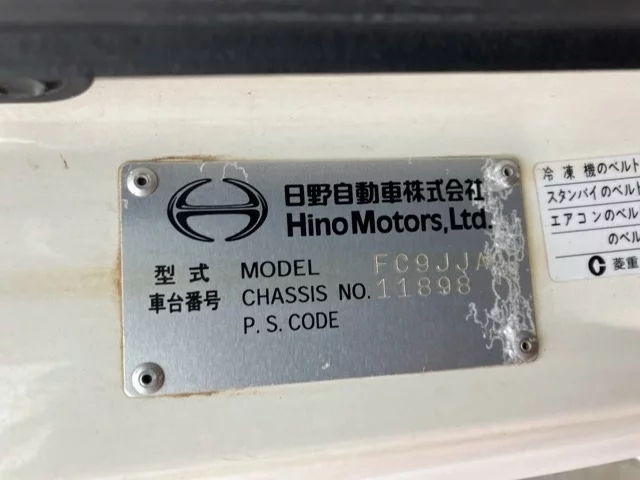 日野自動車株式会社
Hino Motors, Ltd.
型式 MODEL FC9JJA
車台番号 CHASSIS NO. 11898
P.S. CODE
冷凍機のベルト
スタンバイのベル
エアコンのベル
のベル
菱重